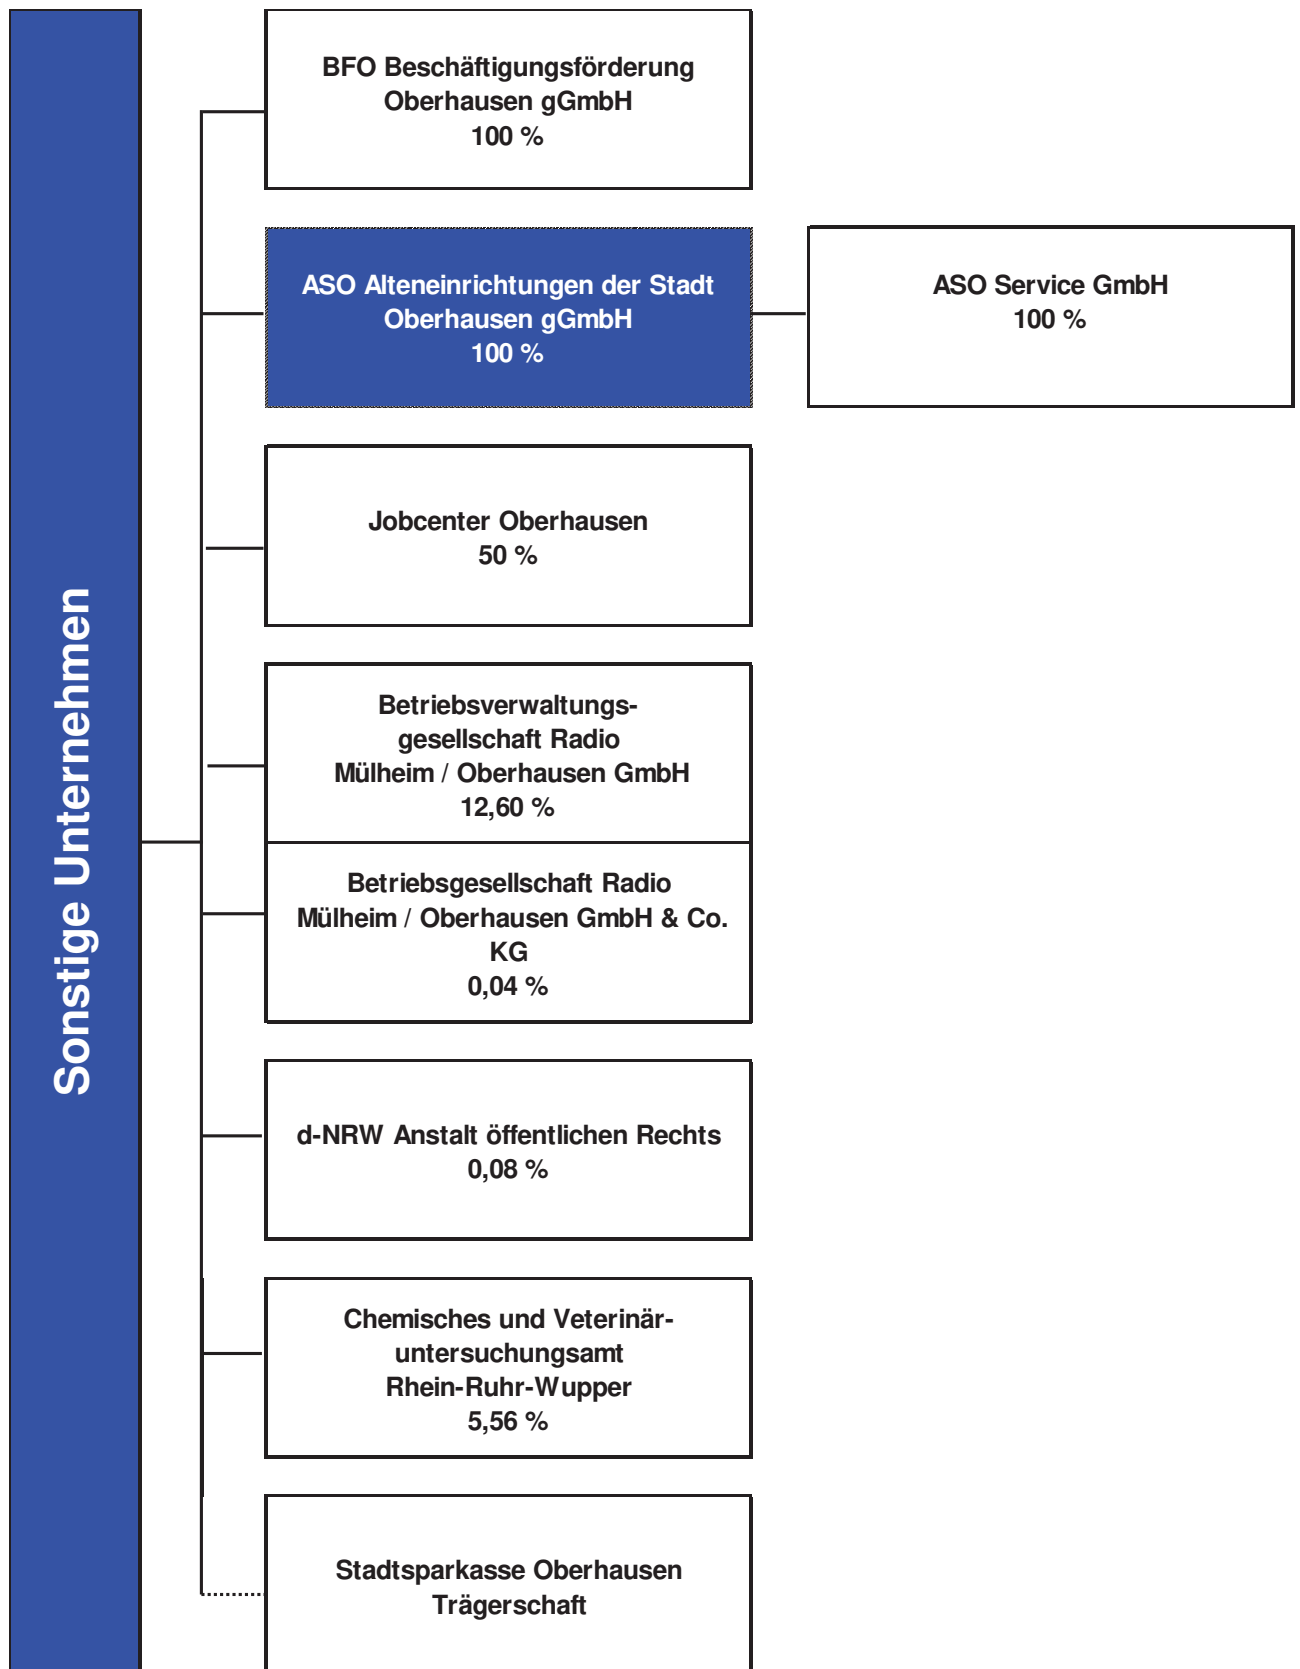 Sonstige Unternehmen
BFO Beschäftigungsförderung
Oberhausen gGmbH
100 %
ASO Alteneinrichtungen der Stadt
Oberhausen gGmbH
100 %
ASO Service GmbH
100 %
Jobcenter Oberhausen
50 %
Betriebsverwaltungs-
gesellschaft Radio
Mülheim / Oberhausen GmbH
12,60 %
Betriebsgesellschaft Radio
Mülheim / Oberhausen GmbH & Co.
KG
0,04 %
d-NRW Anstalt öffentlichen Rechts
0,08 %
Chemisches und Veterinär-
untersuchungsamt
Rhein-Ruhr-Wupper
5,56 %
Stadtsparkasse Oberhausen
Trägerschaft